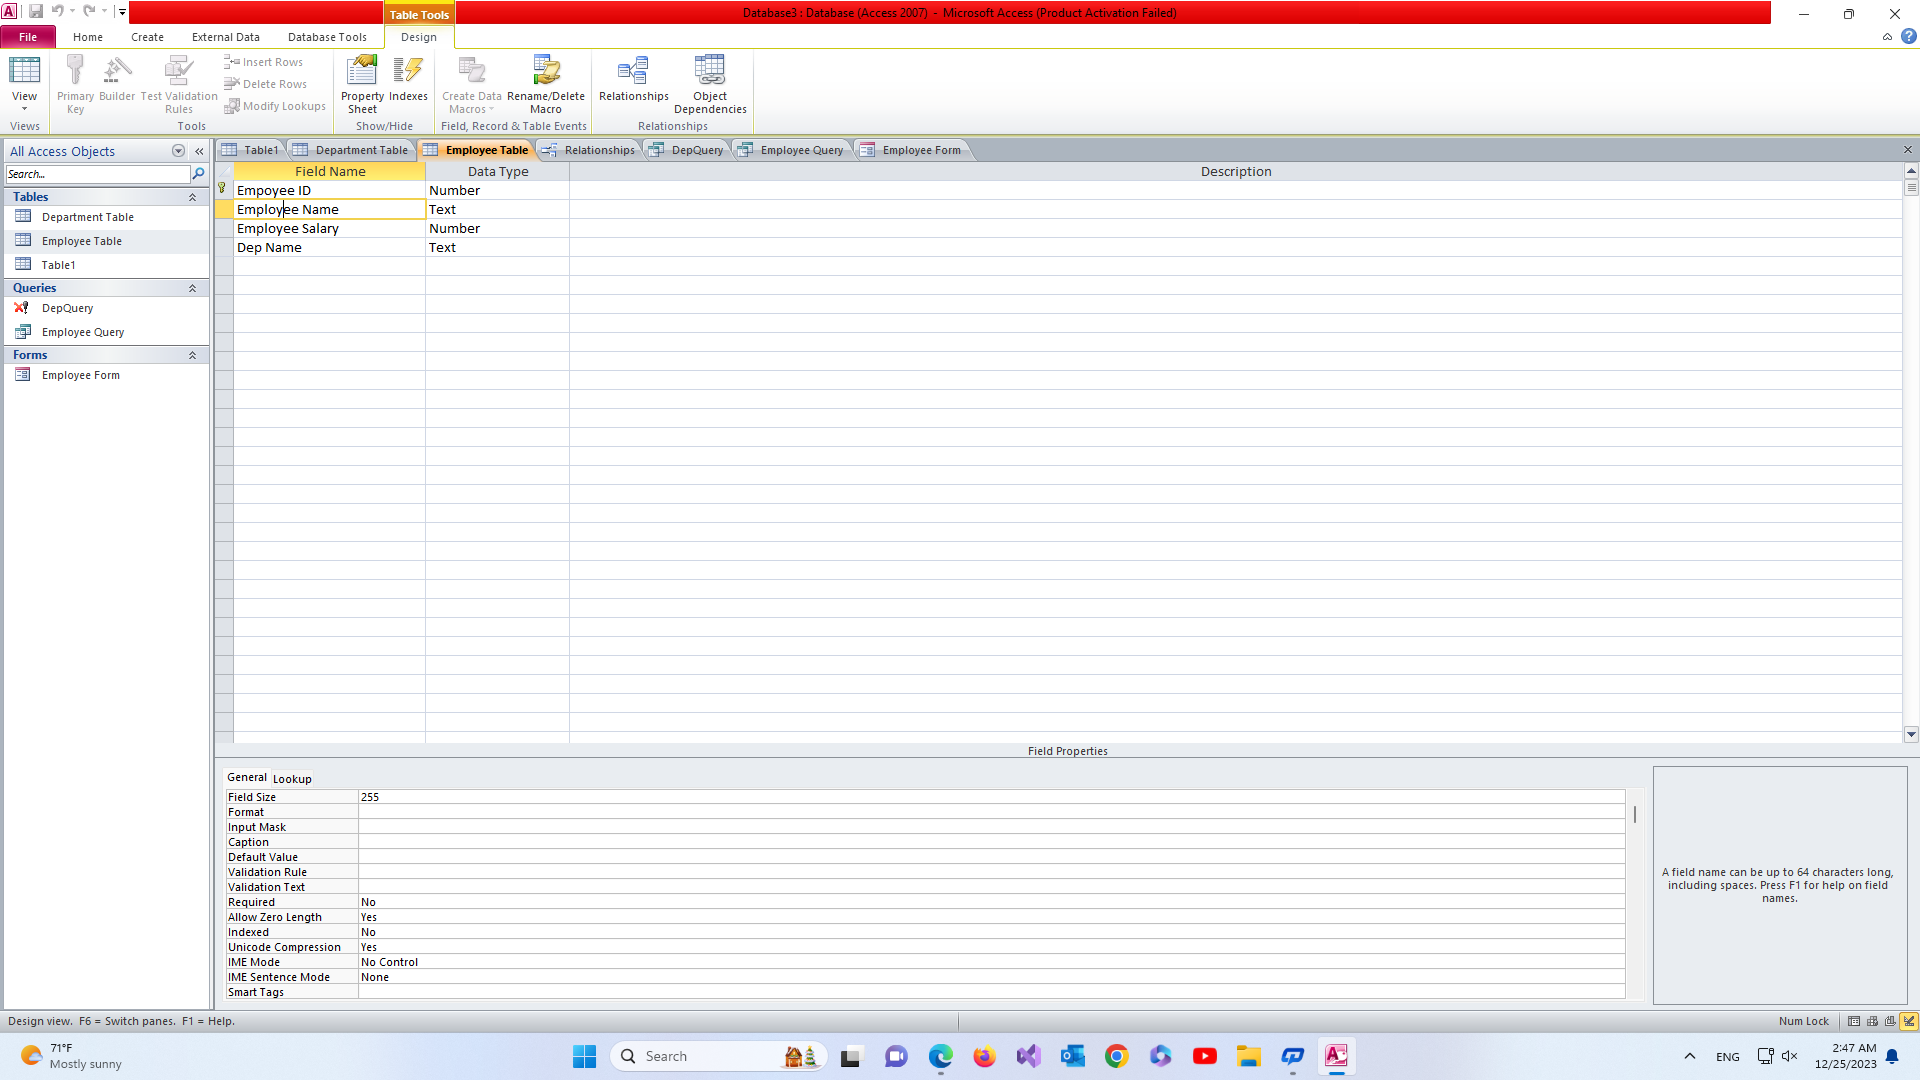 Table Tools
Database3 : Database (Access 2007)  -  Microsoft Access (Product Activation Failed)
File
Home
Create
External Data
Database Tools
Design
View
Primary Key
Builder
Test Validation Rules
Insert Rows
Delete Rows
Modify Lookups
Property Sheet
Indexes
Create Data Macros
Rename/Delete Macro
Relationships
Object Dependencies
Views
Tools
Show/Hide
Field, Record & Table Events
Relationships
All Access Objects
Search...
Tables
Department Table
Employee Table
Table1
Queries
DepQuery
Employee Query
Forms
Employee Form
Table1
Department Table
Employee Table
Relationships
DepQuery
Employee Query
Employee Form
Field Name Data Type Description
Empoyee ID Number
Employee Name Text
Employee Salary Number
Dep Name Text
Field Properties
General Lookup
Field Size 255
Format
Input Mask
Caption
Default Value
Validation Rule
Validation Text
Required No
Allow Zero Length Yes
Indexed No
Unicode Compression Yes
IME Mode No Control
IME Sentence Mode None
Smart Tags
A field name can be up to 64 characters long,
including spaces. Press F1 for help on field
names.
Design view.  F6 = Switch panes.  F1 = Help.
Num Lock
71°F
Mostly sunny
Search
ENG
2:47 AM
12/25/2023